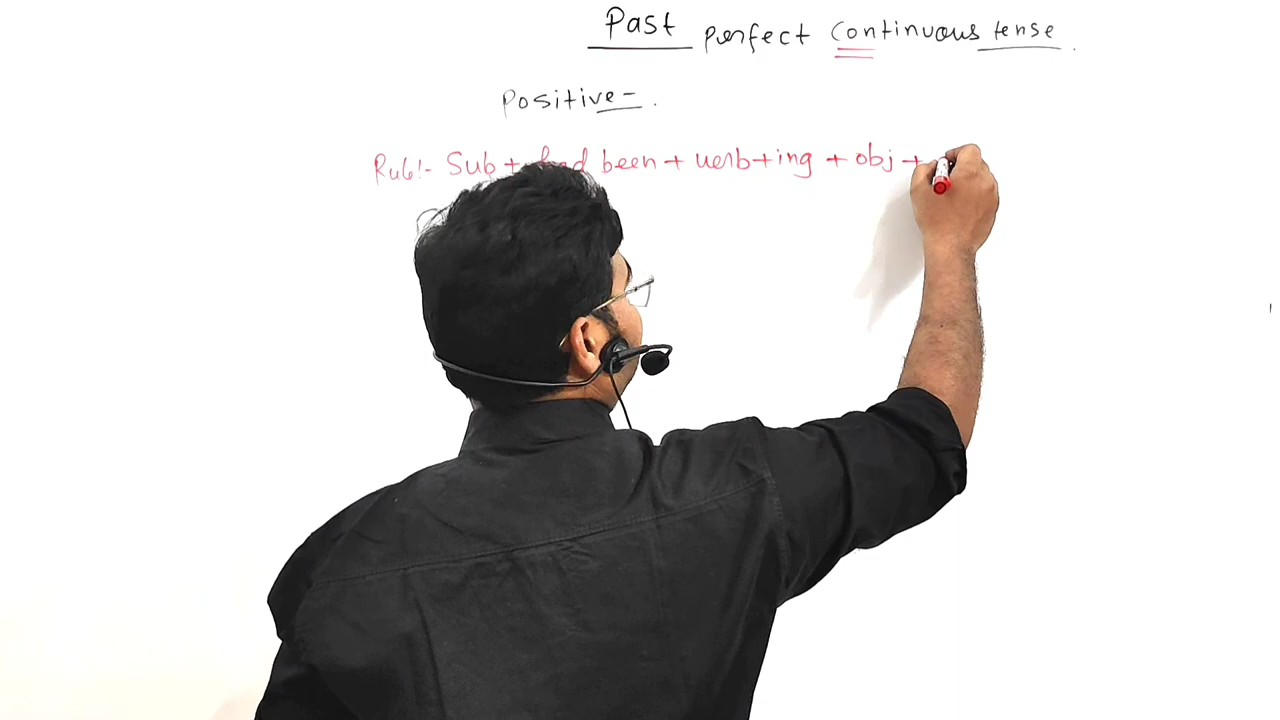 Past perfect continuous tense.
Positive-.
Rule!- Sub + had been + verb+ing + obj +